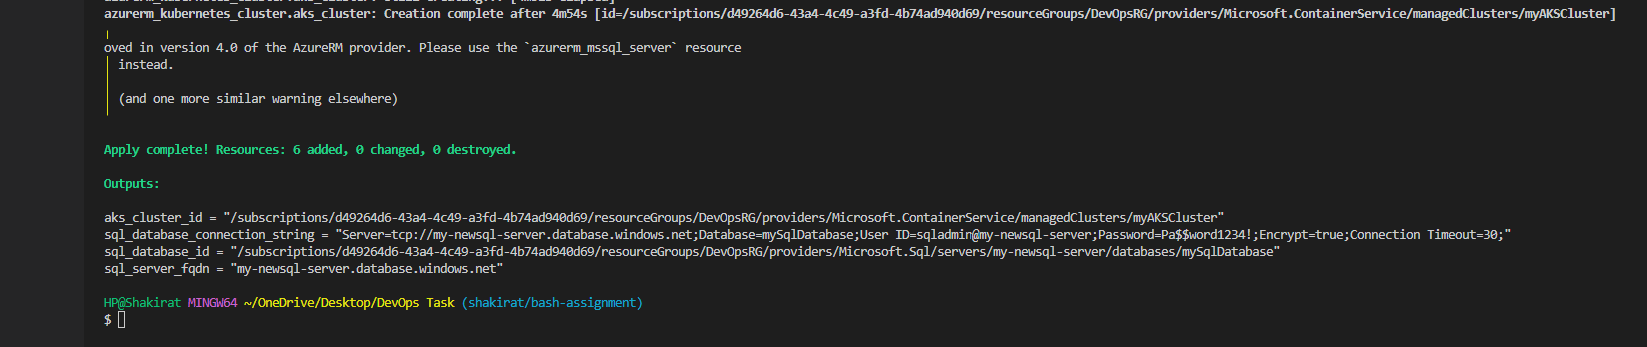 azurerm_kubernetes_cluster.aks_cluster: Creation complete after 4m54s [id=/subscriptions/d49264d6-43a4-4c49-a3fd-4b74ad940d69/resourceGroups/DevOpsRG/providers/Microsoft.ContainerService/managedClusters/myAKSCluster]
oved in version 4.0 of the AzureRM provider. Please use the `azurerm_mssql_server` resource
instead.
(and one more similar warning elsewhere)
Apply complete! Resources: 6 added, 0 changed, 0 destroyed.
Outputs:
aks_cluster_id = "/subscriptions/d49264d6-43a4-4c49-a3fd-4b74ad940d69/resourceGroups/DevOpsRG/providers/Microsoft.ContainerService/managedClusters/myAKSCluster"
sql_database_connection_string = "Server=tcp://my-newsql-server.database.windows.net;Database=mySqlDatabase;User ID=sqladmin@my-newsql-server;Password=Pa$$word1234!;Encrypt=true;Connection Timeout=30;"
sql_database_id = "/subscriptions/d49264d6-43a4-4c49-a3fd-4b74ad940d69/resourceGroups/DevOpsRG/providers/Microsoft.Sql/servers/my-newsql-server/databases/mySqlDatabase"
sql_server_fqdn = "my-newsql-server.database.windows.net"
HP@Shakirat MINGW64 ~/OneDrive/Desktop/DevOps Task (shakirat/bash-assignment)
$